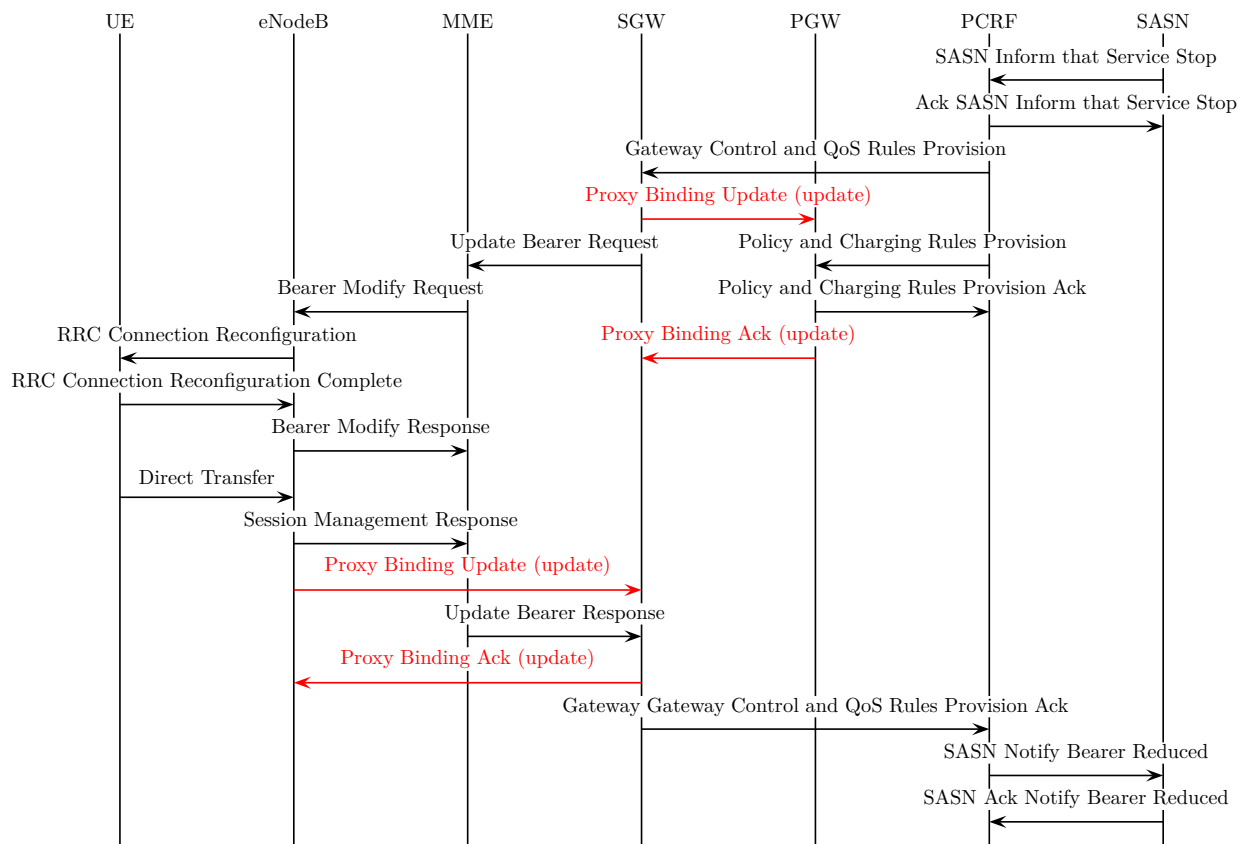 UE eNodeB MME SGW PGW PCRF SASN
SASN Inform that Service Stop
Ack SASN Inform that Service Stop
Gateway Control and QoS Rules Provision
Proxy Binding Update (update)
Update Bearer Request Policy and Charging Rules Provision
Bearer Modify Request Policy and Charging Rules Provision Ack
RRC Connection Reconfiguration Proxy Binding Ack (update)
RRC Connection Reconfiguration Complete
Bearer Modify Response
Direct Transfer
Session Management Response
Proxy Binding Update (update)
Update Bearer Response
Proxy Binding Ack (update)
Gateway Gateway Control and QoS Rules Provision Ack
SASN Notify Bearer Reduced
SASN Ack Notify Bearer Reduced